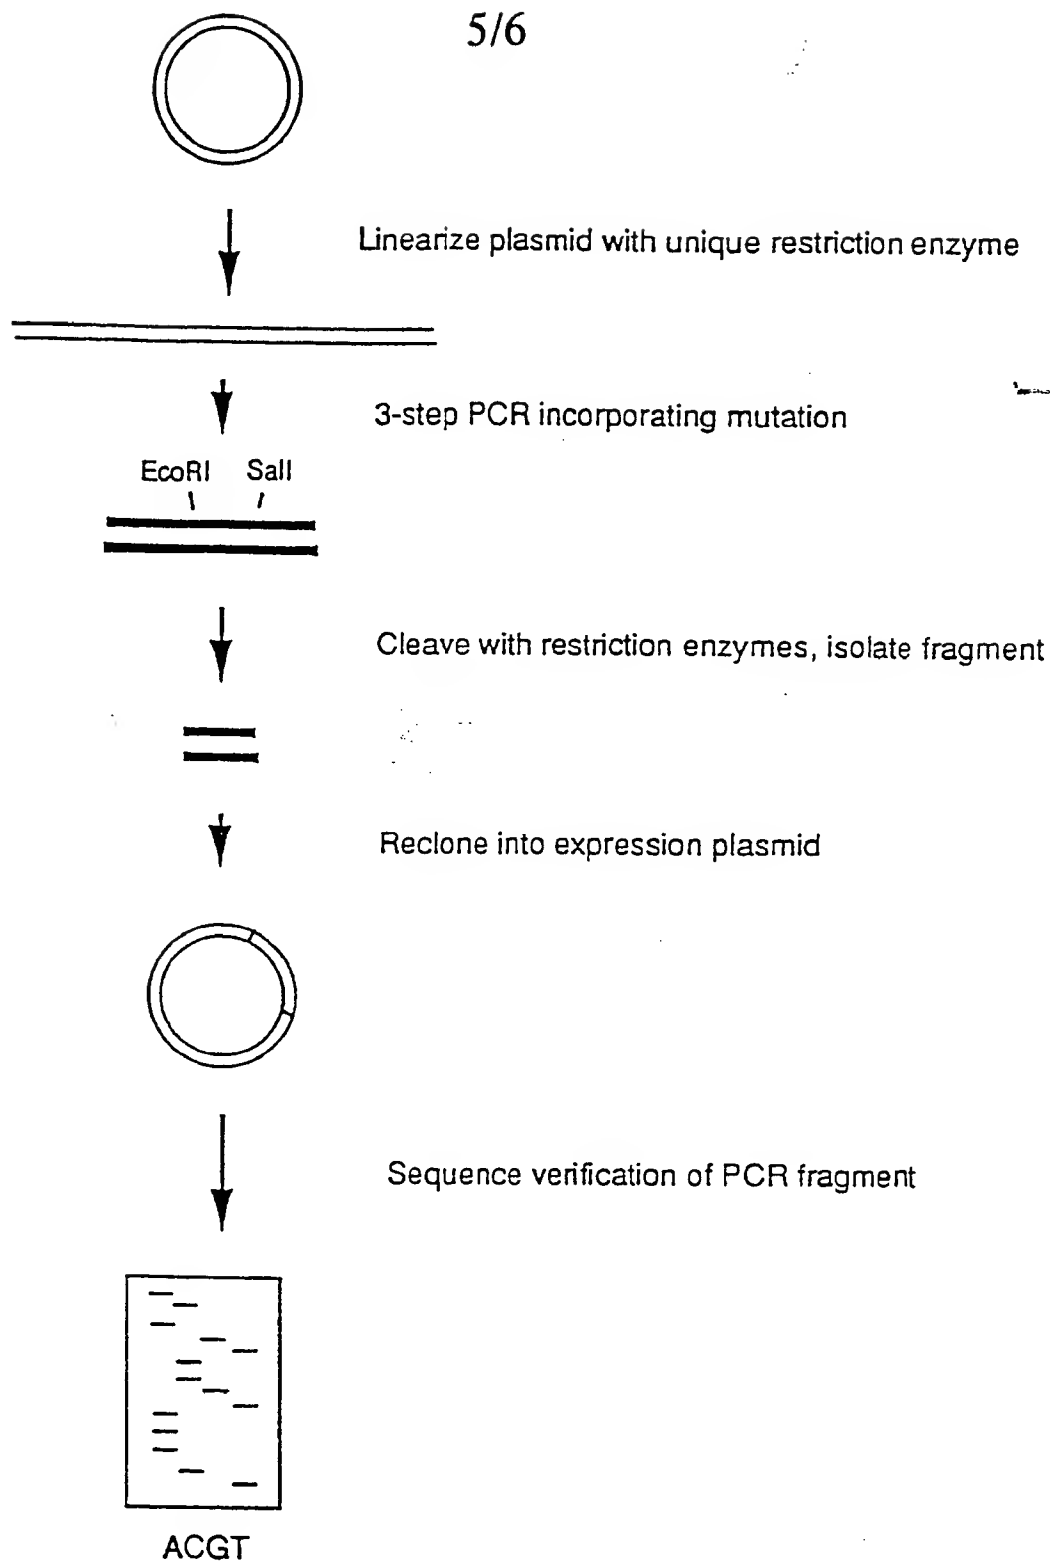 5/6
Linearize plasmid with unique restriction enzyme
3-step PCR incorporating mutation
EcoRI SalI
Cleave with restriction enzymes, isolate fragment
Reclone into expression plasmid
Sequence verification of PCR fragment
ACGT